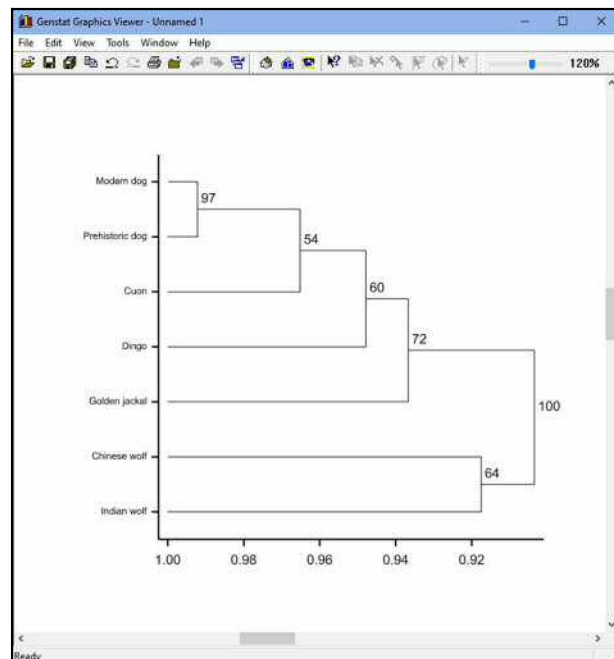 Genstat Graphics Viewer - Unnamed 1
File Edit View Tools Window Help
120%
Modern dog
97
Prehistoric dog
54
Cuon
60
Dingo
72
Golden jackal
100
Chinese wolf
64
Indian wolf
1.00 0.98 0.96 0.94 0.92
Ready